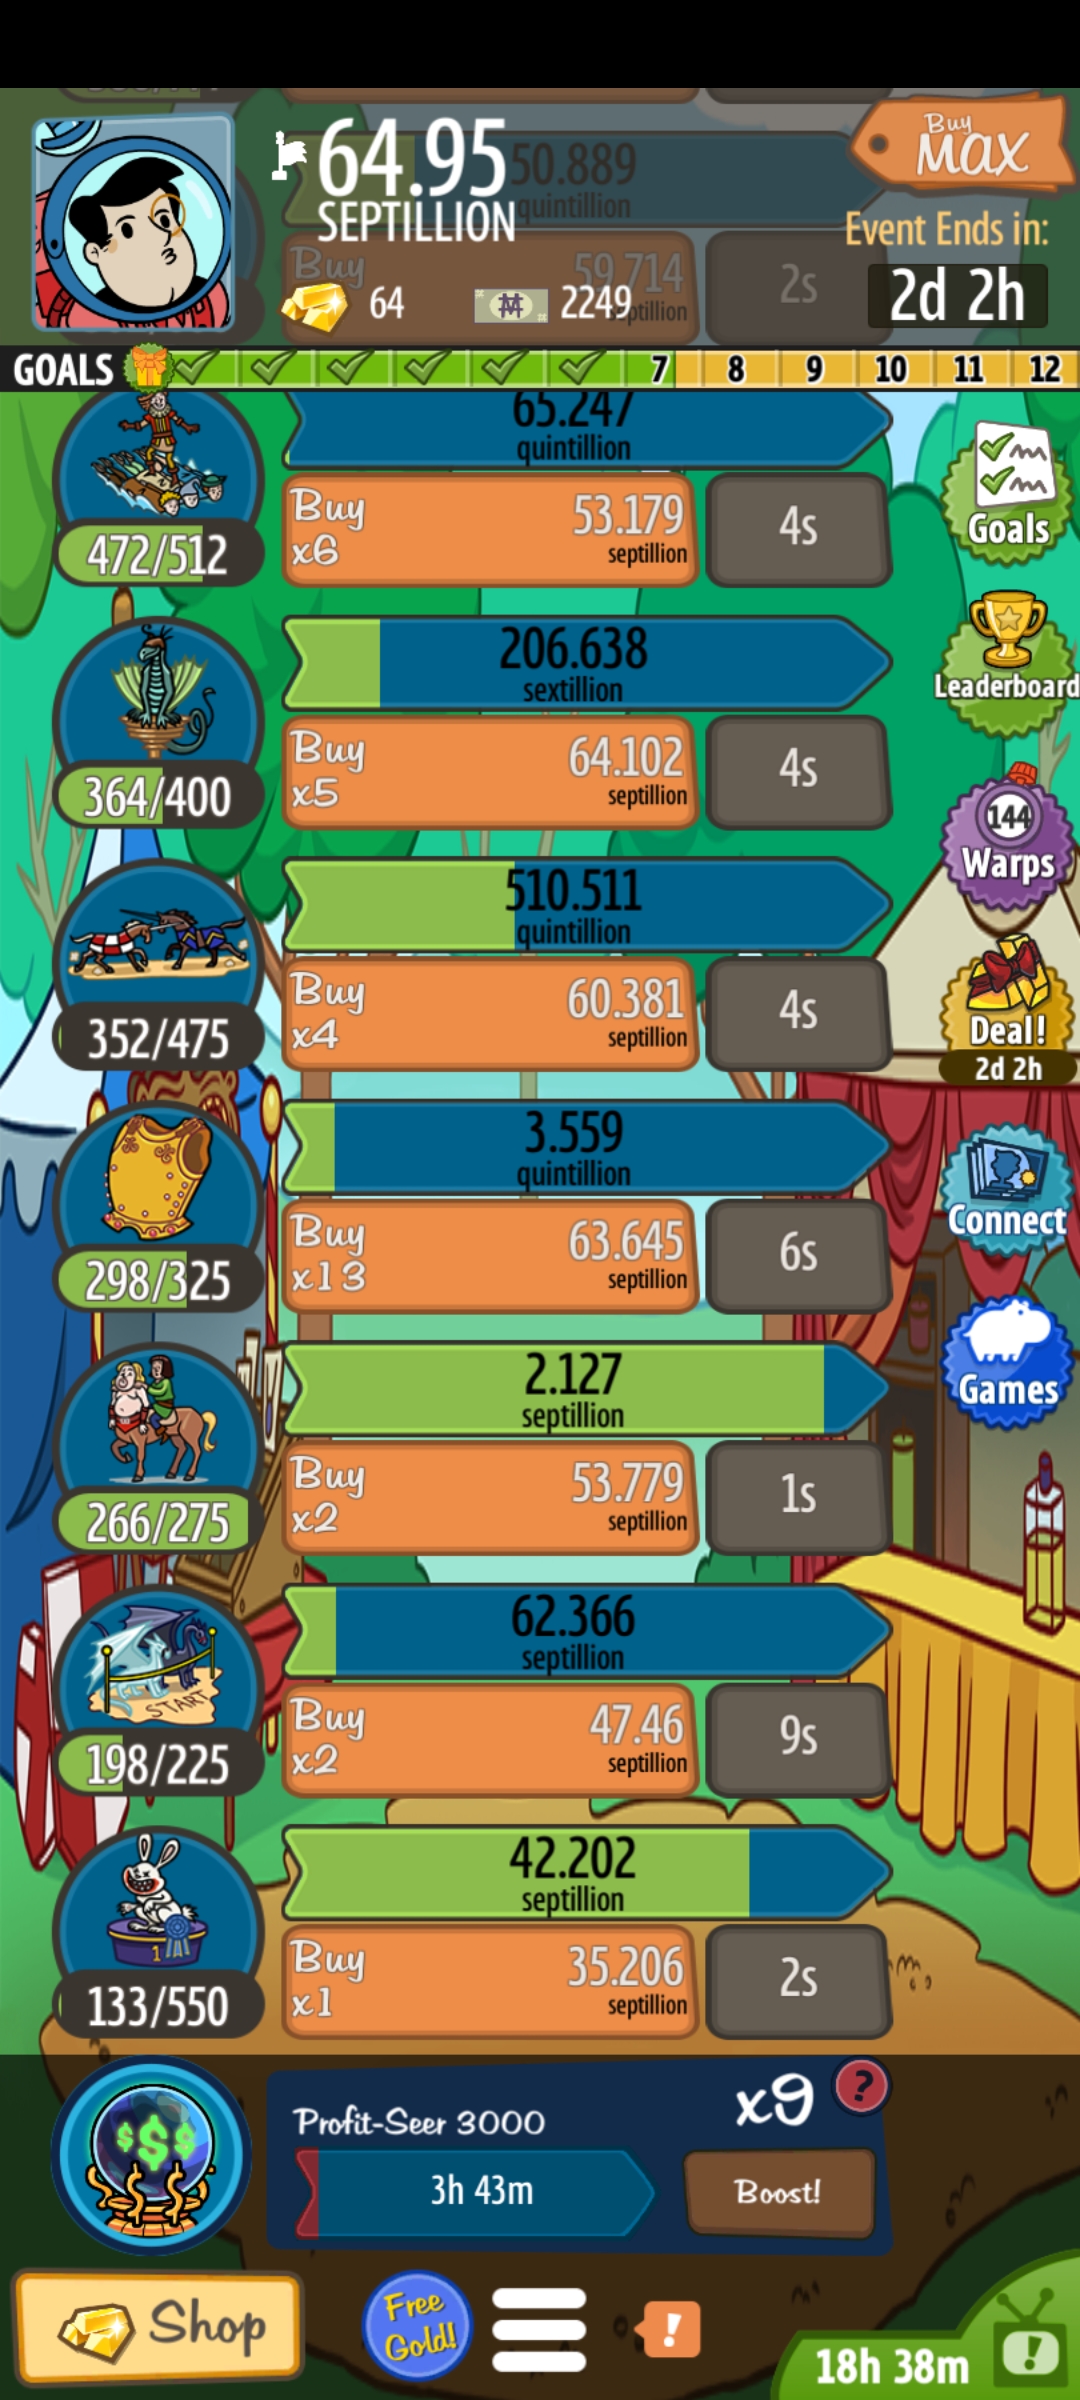 64.95
SEPTILLION
50.889
quintillion
Buy
MAX
Event Ends in:
2d 2h
Buy
59.714
septillion
2s
64
2249
GOALS
7
8
9
10
11
12
65.247
quintillion
472/512
Buy
x6
53.179
septillion
4s
Goals
206.638
sextillion
364/400
Buy
x5
64.102
septillion
4s
Leaderboard
144
Warps
510.511
quintillion
352/475
Buy
x4
60.381
septillion
4s
Deal!
2d 2h
3.559
quintillion
298/325
Buy
x13
63.645
septillion
6s
Connect
2.127
septillion
266/275
Buy
x2
53.779
septillion
1s
Games
62.366
septillion
START
198/225
Buy
x2
47.46
septillion
9s
42.202
septillion
1
133/550
Buy
x1
35.206
septillion
2s
$$$
Profit-Seer 3000
x9
?
3h 43m
Boost!
Shop
Free
Gold!
!
18h 38m
!